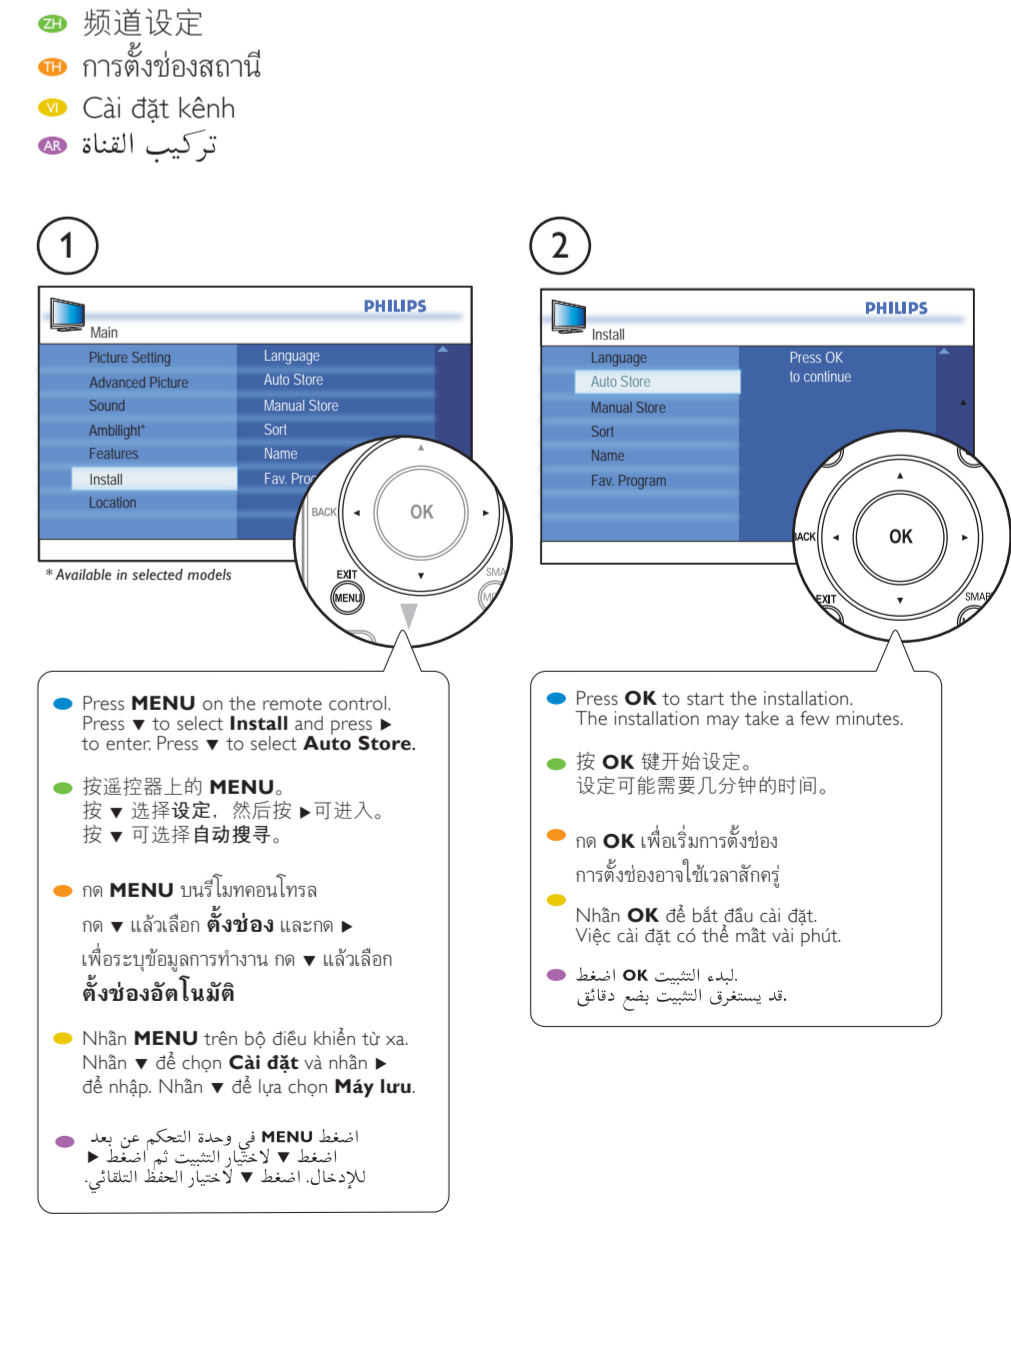 ZH 频道设定
TH การตั้งช่องสถานี
VI Cài đặt kênh
AR تركيب القناة
1
PHILIPS
Main
Picture Setting
Advanced Picture
Sound
Ambilight*
Features
Install
Location
Language
Auto Store
Manual Store
Sort
Name
Fav. Prog
BACK
OK
EXIT
MENU
SMA
MO
* Available in selected models
Press MENU on the remote control.
Press ▼ to select Install and press ►
to enter. Press ▼ to select Auto Store.
按遥控器上的 MENU。
按 ▼ 选择设定，然后按 ►可进入。
按 ▼ 可选择自动搜寻。
กด MENU บนรีโมทคอนโทรล
กด ▼ แล้วเลือก ตั้งช่อง และกด ►
เพื่อระบุข้อมูลการทำงาน กด ▼ แล้วเลือก
ตั้งช่องอัตโนมัติ
Nhấn MENU trên bộ điều khiển từ xa.
Nhấn ▼ để chọn Cài đặt và nhấn ►
để nhập. Nhấn ▼ để lựa chọn Máy lưu.
اضغط MENU في وحدة التحكم عن بعد
اضغط ▼ لاختيار التثبيت ثم اضغط ►
للإدخال. اضغط ▼ لاختيار الحفظ التلقائي.
2
PHILIPS
Install
Language
Auto Store
Manual Store
Sort
Name
Fav. Program
Press OK
to continue
BACK
OK
EXIT
SMAR
Press OK to start the installation.
The installation may take a few minutes.
按 OK 键开始设定。
设定可能需要几分钟的时间。
กด OK เพื่อเริ่มการตั้งช่อง
การตั้งช่องอาจใช้เวลาสักครู่
Nhấn OK để bắt đầu cài đặt.
Việc cài đặt có thể mất vài phút.
اضغط OK لبدء التثبيت.
قد يستغرق التثبيت بضع دقائق.